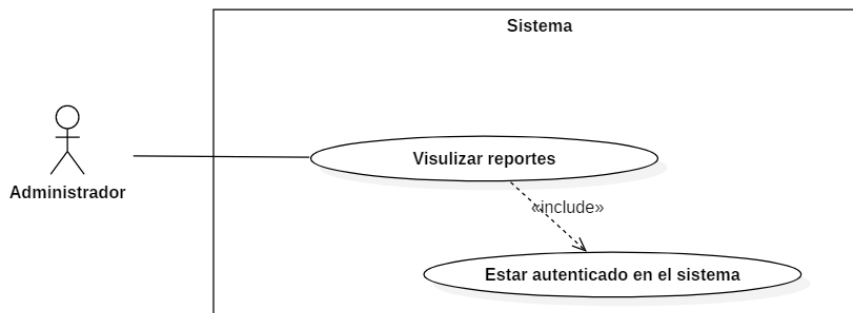 Sistema
Visulizar reportes
Administrador
«include»
Estar autenticado en el sistema